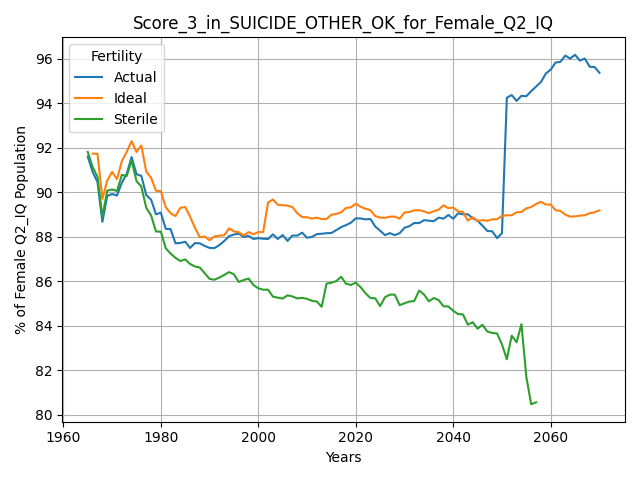 Score_3_in_SUICIDE_OTHER_OK_for_Female_Q2_IQ
% of Female Q2_IQ Population
96
94
92
90
88
86
84
82
80
Fertility
Actual
Ideal
Sterile
1960
1980
2000
2020
2040
2060
Years